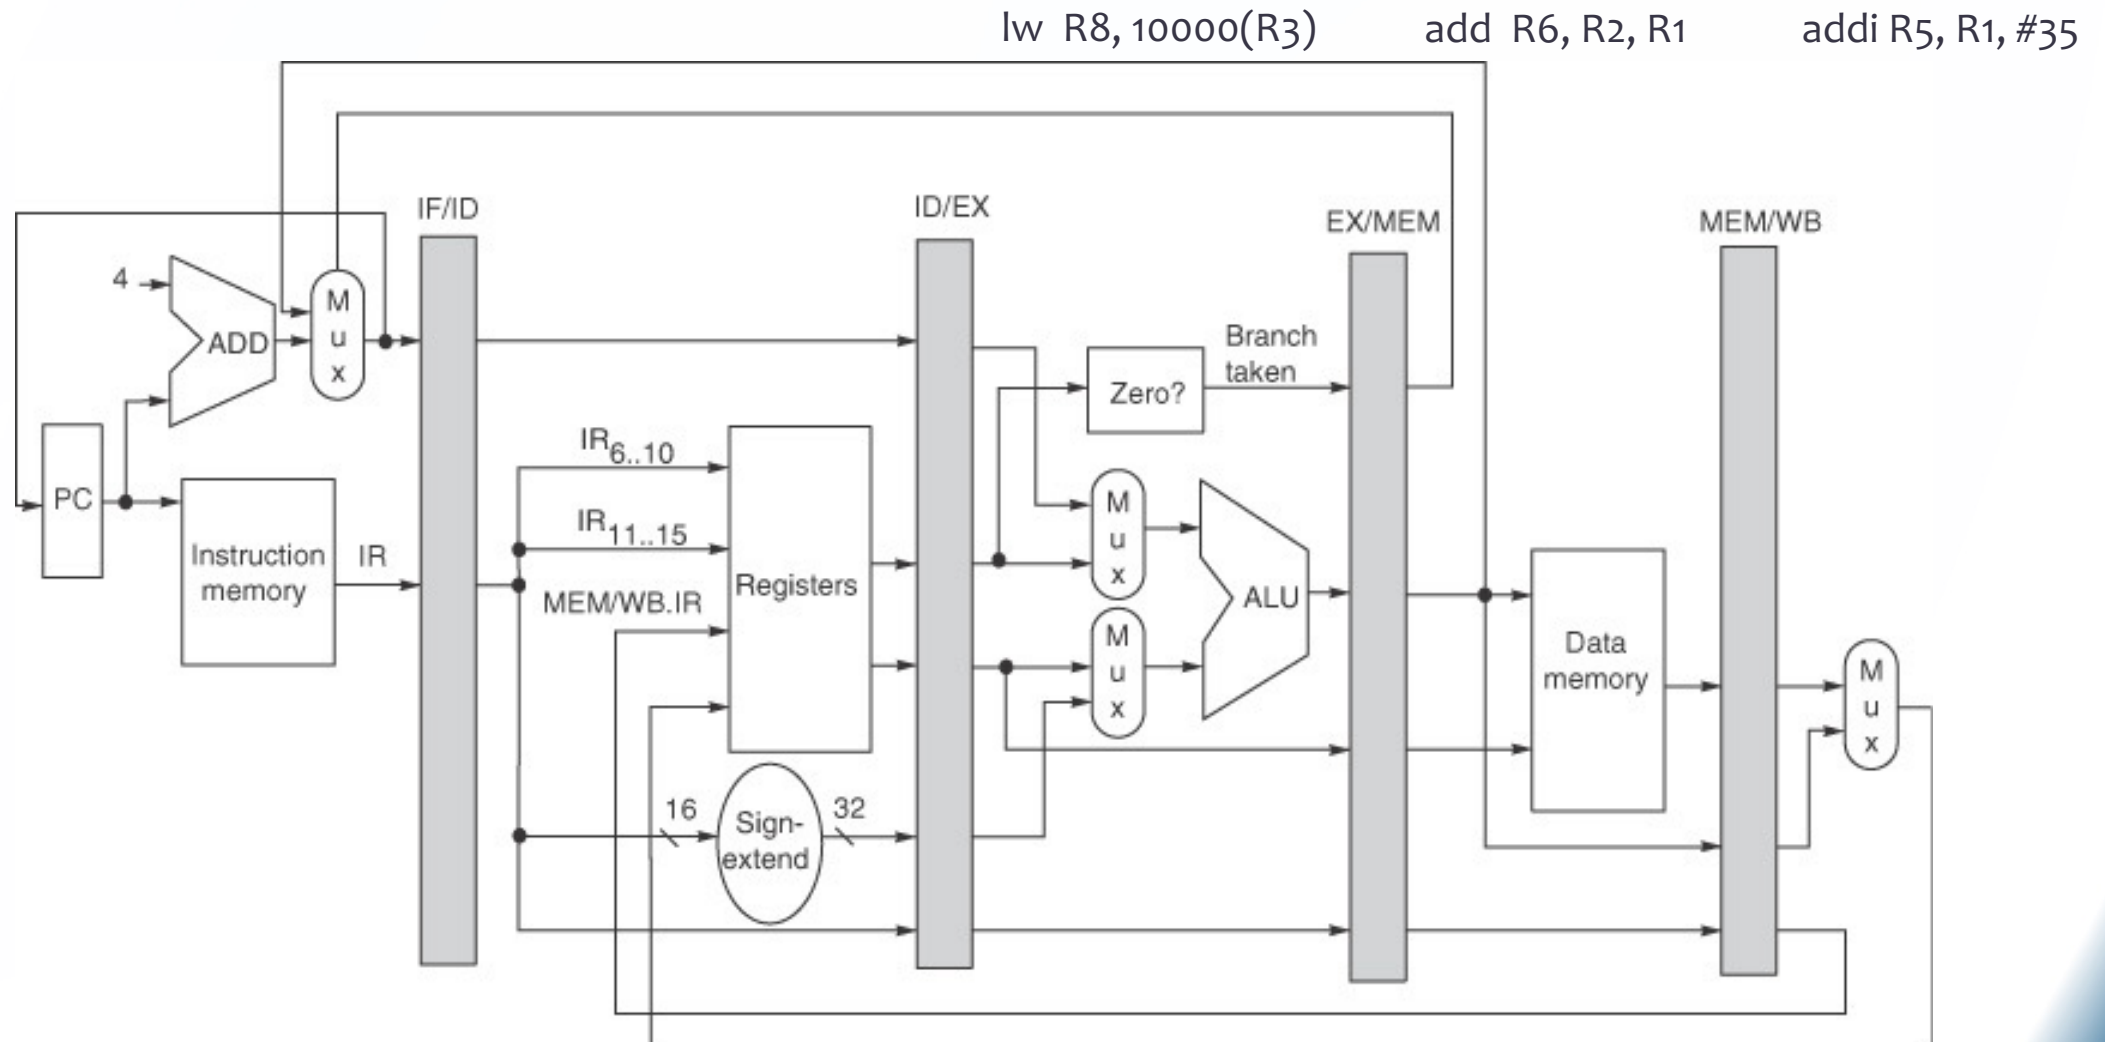 lw R8, 10000(R3)
add R6, R2, R1
addi R5, R1, #35
IF/ID
ID/EX
EX/MEM
MEM/WB
4
ADD
M
u
x
Branch
taken
Zero?
PC
Instruction
memory
IR
IR6..10
IR11..15
MEM/WB.IR
Registers
M
u
x
M
u
x
ALU
Data
memory
M
u
x
16
Sign-
extend
32